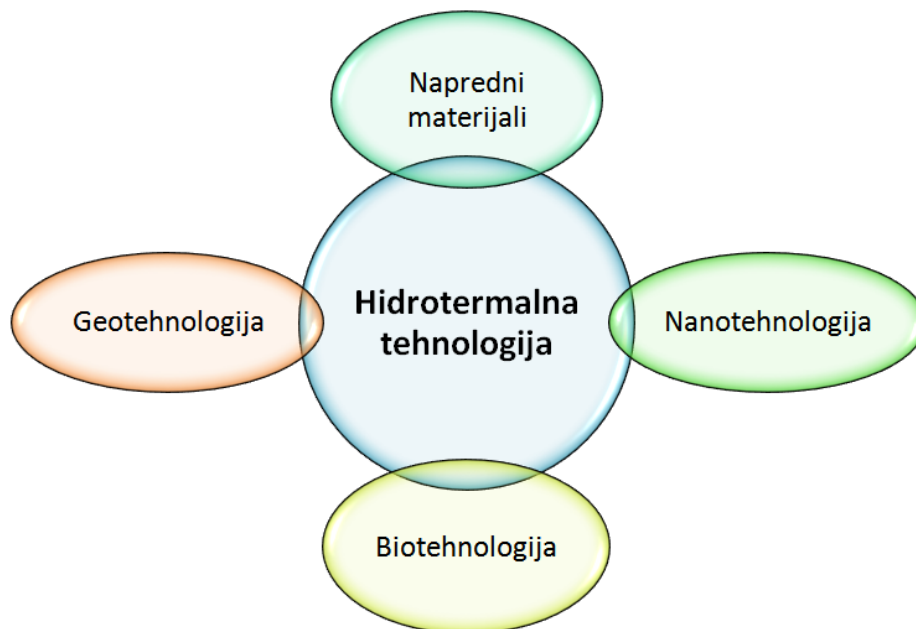 Napredni
materijali
Geotehnologija
Hidrotermalna
tehnologija
Nanotehnologija
Biotehnologija